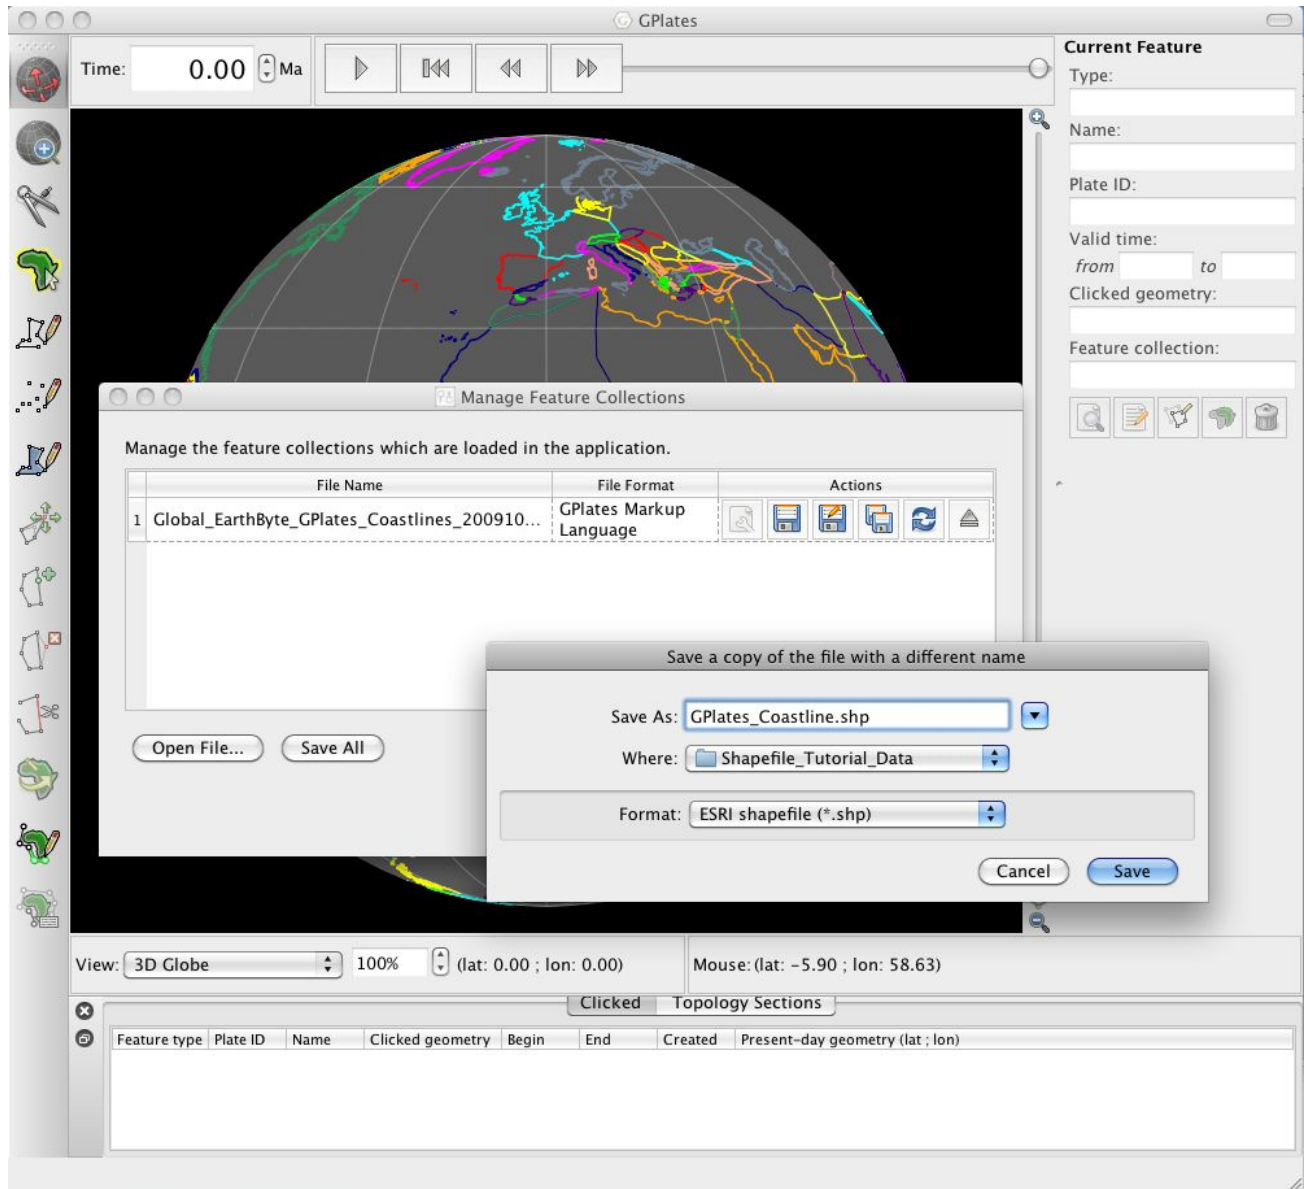 GPlates
Time: 0.00 Ma
Current Feature
Type:
Name:
Plate ID:
Valid time:
from to
Clicked geometry:
Feature collection:
Manage Feature Collections
Manage the feature collections which are loaded in the application.
File Name File Format Actions
1 Global_EarthByte_GPlates_Coastlines_200910... GPlates Markup Language
Open File... Save All
Save a copy of the file with a different name
Save As: GPlates_Coastline.shp
Where: Shapefile_Tutorial_Data
Format: ESRI shapefile (*.shp)
Cancel Save
View: 3D Globe 100% (lat: 0.00 ; lon: 0.00) Mouse: (lat: -5.90 ; lon: 58.63)
Clicked Topology Sections
Feature type Plate ID Name Clicked geometry Begin End Created Present-day geometry (lat ; lon)